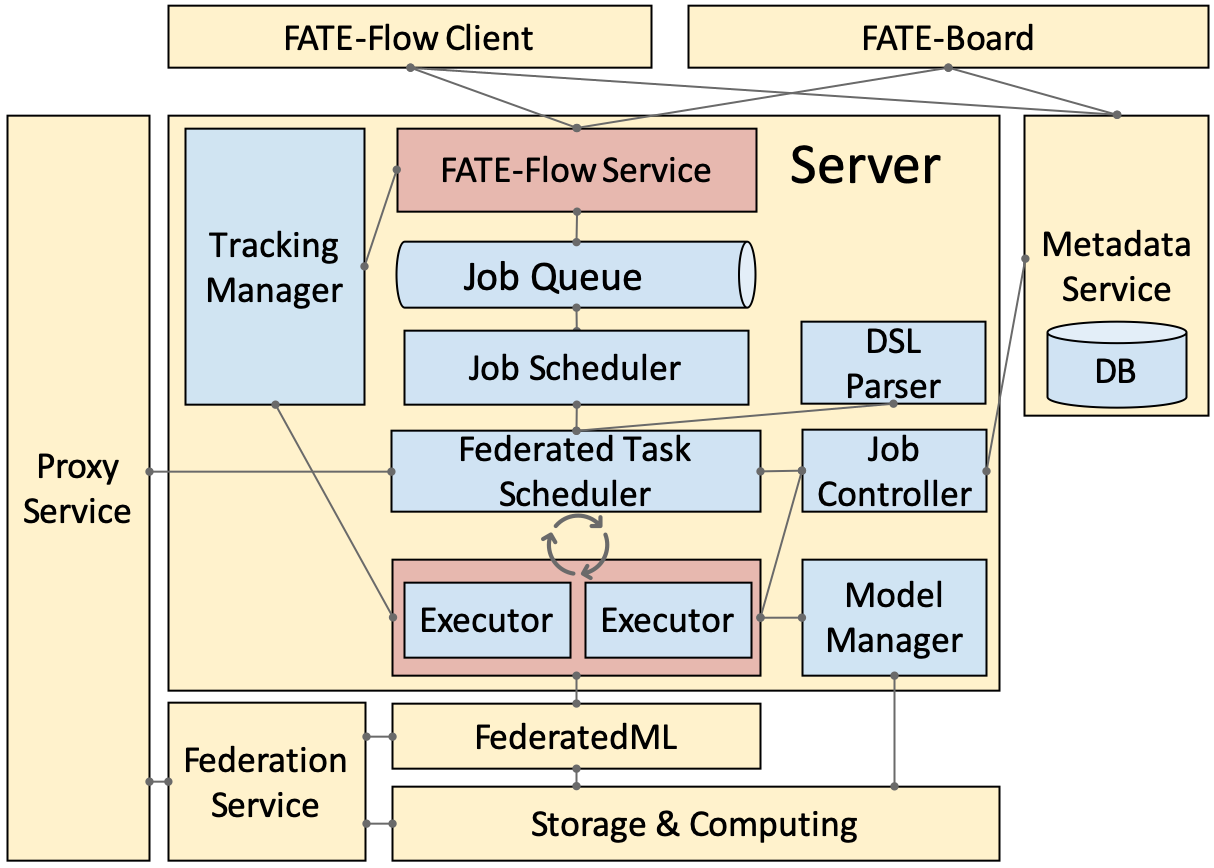 FATE-Flow Client
FATE-Board
FATE-Flow Service
Server
Tracking
Manager
Job Queue
Metadata
Service
DB
Job Scheduler
DSL
Parser
Proxy
Service
Federated Task
Scheduler
Job
Controller
Executor
Executor
Model
Manager
Federation
Service
FederatedML
Storage & Computing